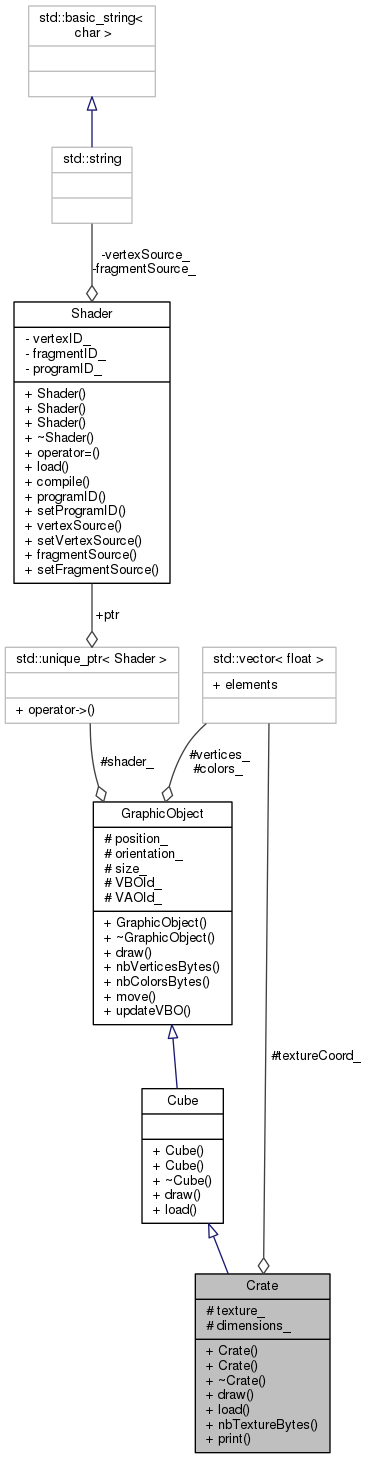 std::basic_string<
char >
std::string
-vertexSource_
-fragmentSource_
Shader
- vertexID_
- fragmentID_
- programID_
+ Shader()
+ Shader()
+ Shader()
+ ~Shader()
+ operator=()
+ load()
+ compile()
+ programID()
+ setProgramID()
+ vertexSource()
+ setVertexSource()
+ fragmentSource()
+ setFragmentSource()
+ptr
std::unique_ptr< Shader >
+ operator->()
std::vector< float >
+ elements
#shader_
#vertices_
#colors_
GraphicObject
# position_
# orientation_
# size_
# VBOId_
# VAOId_
+ GraphicObject()
+ ~GraphicObject()
+ draw()
+ nbVerticesBytes()
+ nbColorsBytes()
+ move()
+ updateVBO()
#textureCoord_
Cube
+ Cube()
+ Cube()
+ ~Cube()
+ draw()
+ load()
Crate
# texture_
# dimensions_
+ Crate()
+ Crate()
+ ~Crate()
+ draw()
+ load()
+ nbTextureBytes()
+ print()